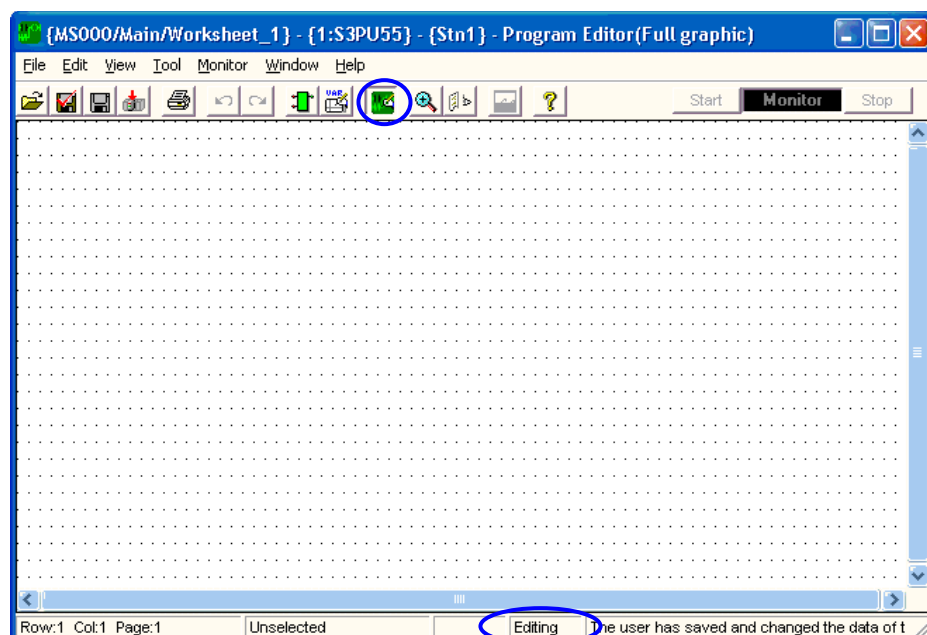 {MS000/Main/Worksheet_1} - {1:S3PU55} - {Stn1} - Program Editor(Full graphic)
File Edit View Tool Monitor Window Help
VAR ? Start Monitor Stop
Row:1 Col:1 Page:1 Unselected Editing The user has saved and changed the data of t